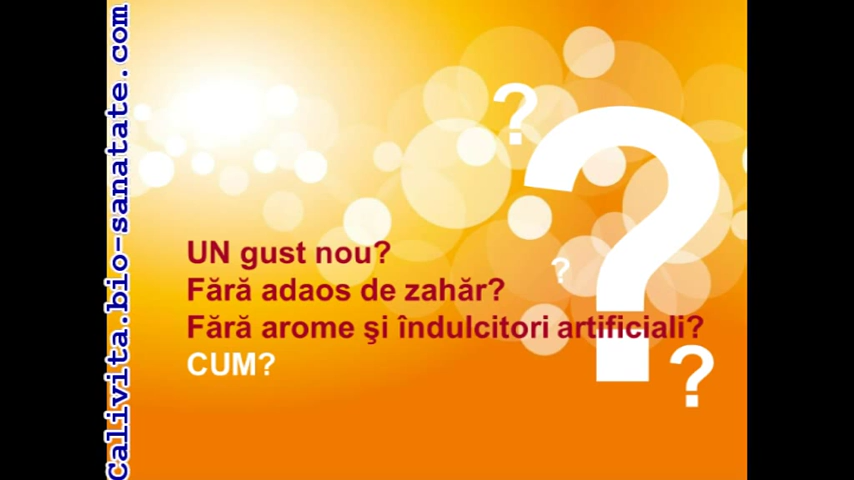 Calivita.bio-sanatate.com
UN gust nou?
Fără adaos de zahăr?
Fără arome şi îndulcitori artificiali?
CUM?
?
?
?
?